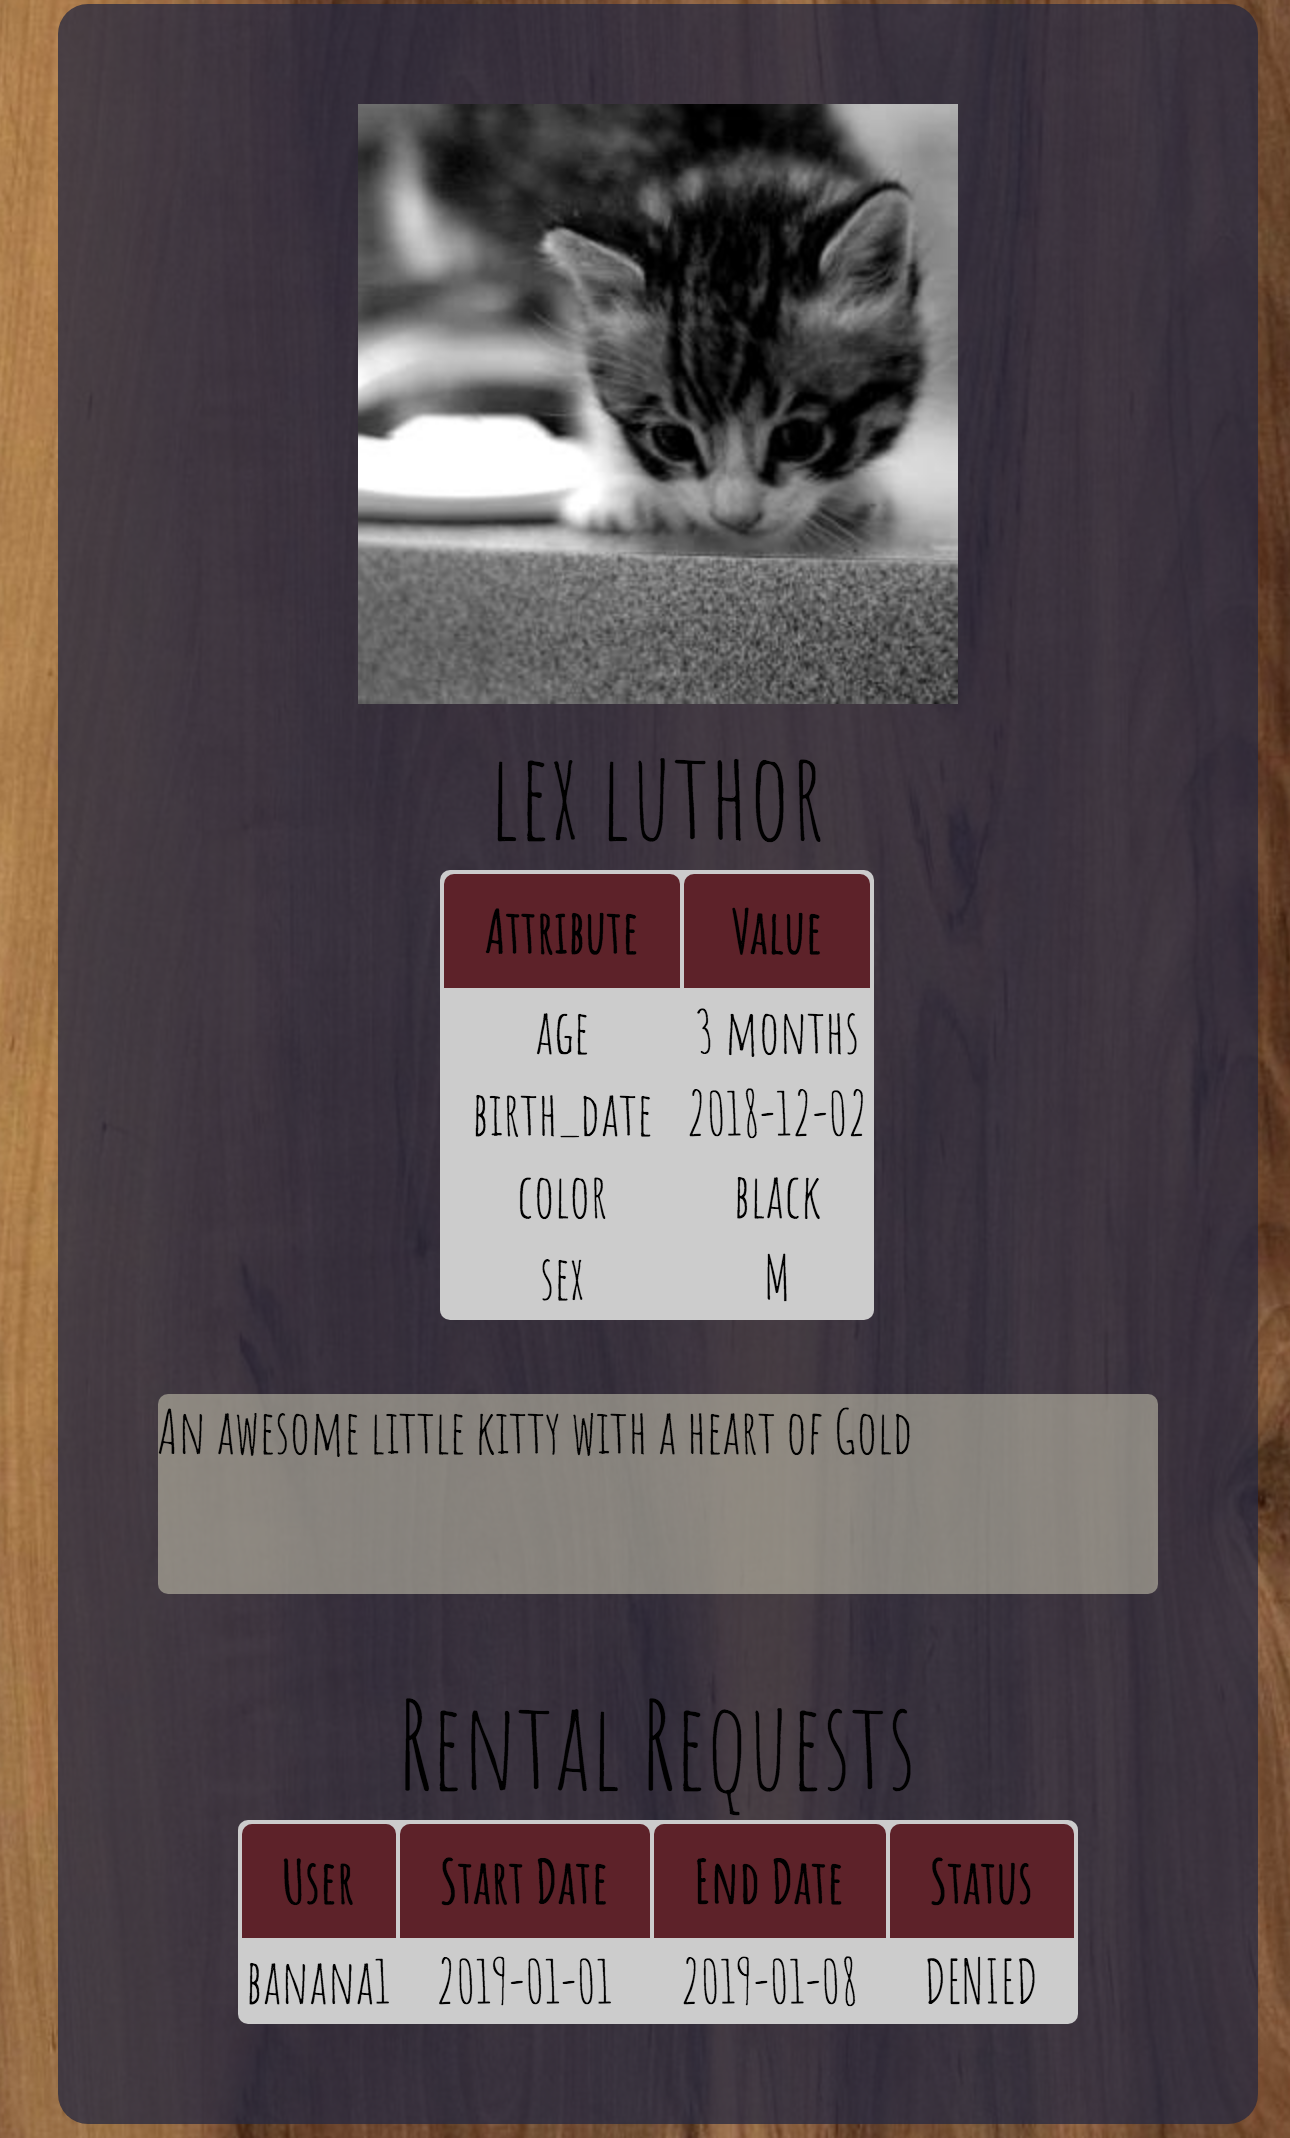 lex luthor
Attribute Value
age 3 months
birth_date 2018-12-02
color black
sex M
An awesome little kitty with a heart of Gold
Rental Requests
User Start Date End Date Status
banana1 2019-01-01 2019-01-08 DENIED